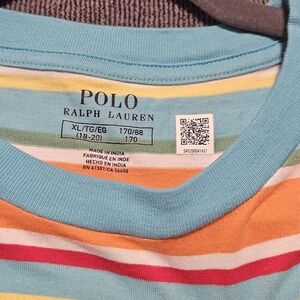 POLO
RALPH LAUREN
XL/TG/EG 170/88
(18-20) 170
MADE IN INDIA
FABRIQUÉ EN INDE
HECHO EN INDIA
RN 41381/CA 56658